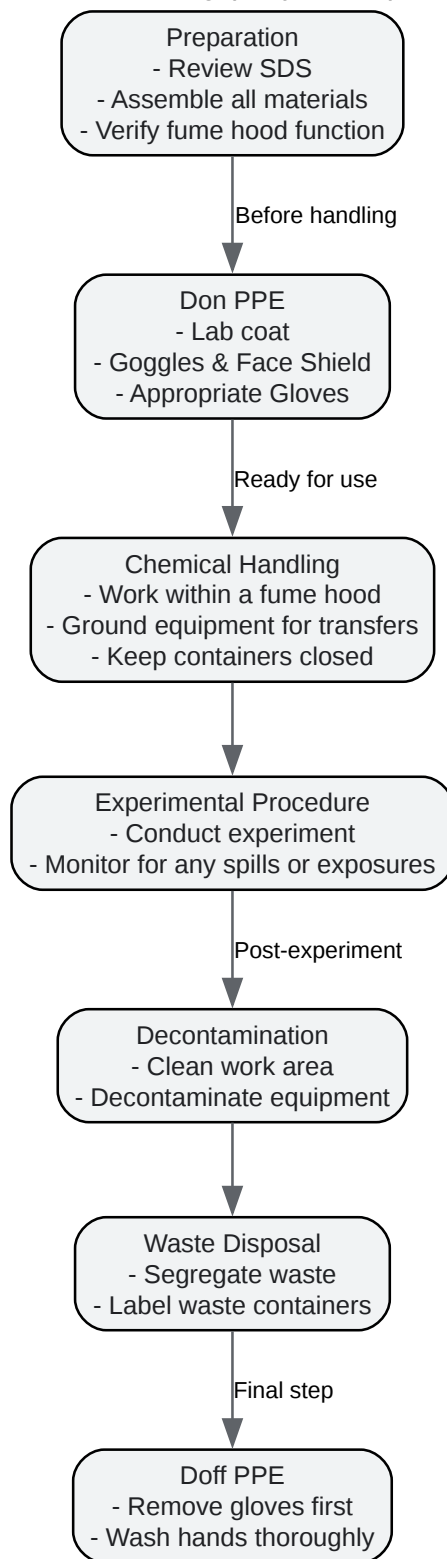 Preparation
- Review SDS
- Assemble all materials
- Verify fume hood function
Before handling
Don PPE
- Lab coat
- Goggles & Face Shield
- Appropriate Gloves
Ready for use
Chemical Handling
- Work within a fume hood
- Ground equipment for transfers
- Keep containers closed
Experimental Procedure
- Conduct experiment
- Monitor for any spills or exposures
Post-experiment
Decontamination
- Clean work area
- Decontaminate equipment
Waste Disposal
- Segregate waste
- Label waste containers
Final step
Doff PPE
- Remove gloves first
- Wash hands thoroughly